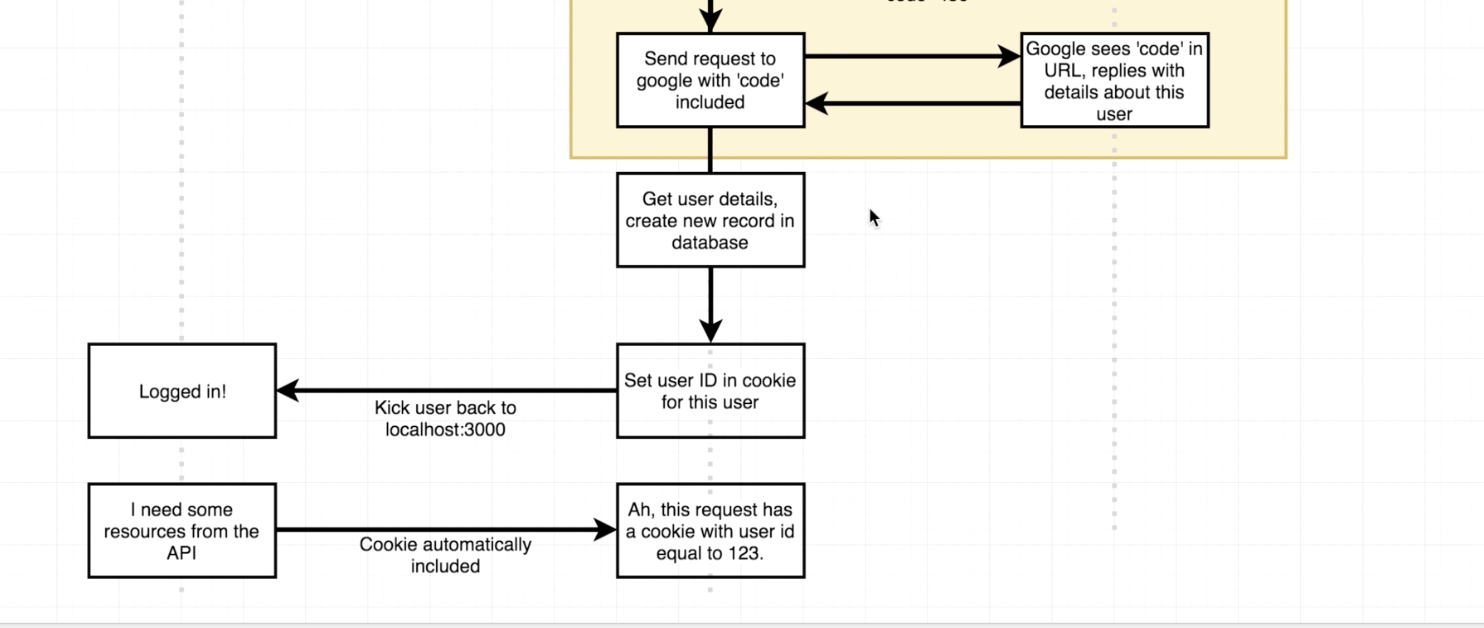 Send request to
google with 'code'
included
Google sees 'code' in
URL, replies with
details about this
user
Get user details,
create new record in
database
Set user ID in cookie
for this user
Kick user back to
localhost:3000
Logged in!
I need some
resources from the
API
Cookie automatically
included
Ah, this request has
a cookie with user id
equal to 123.